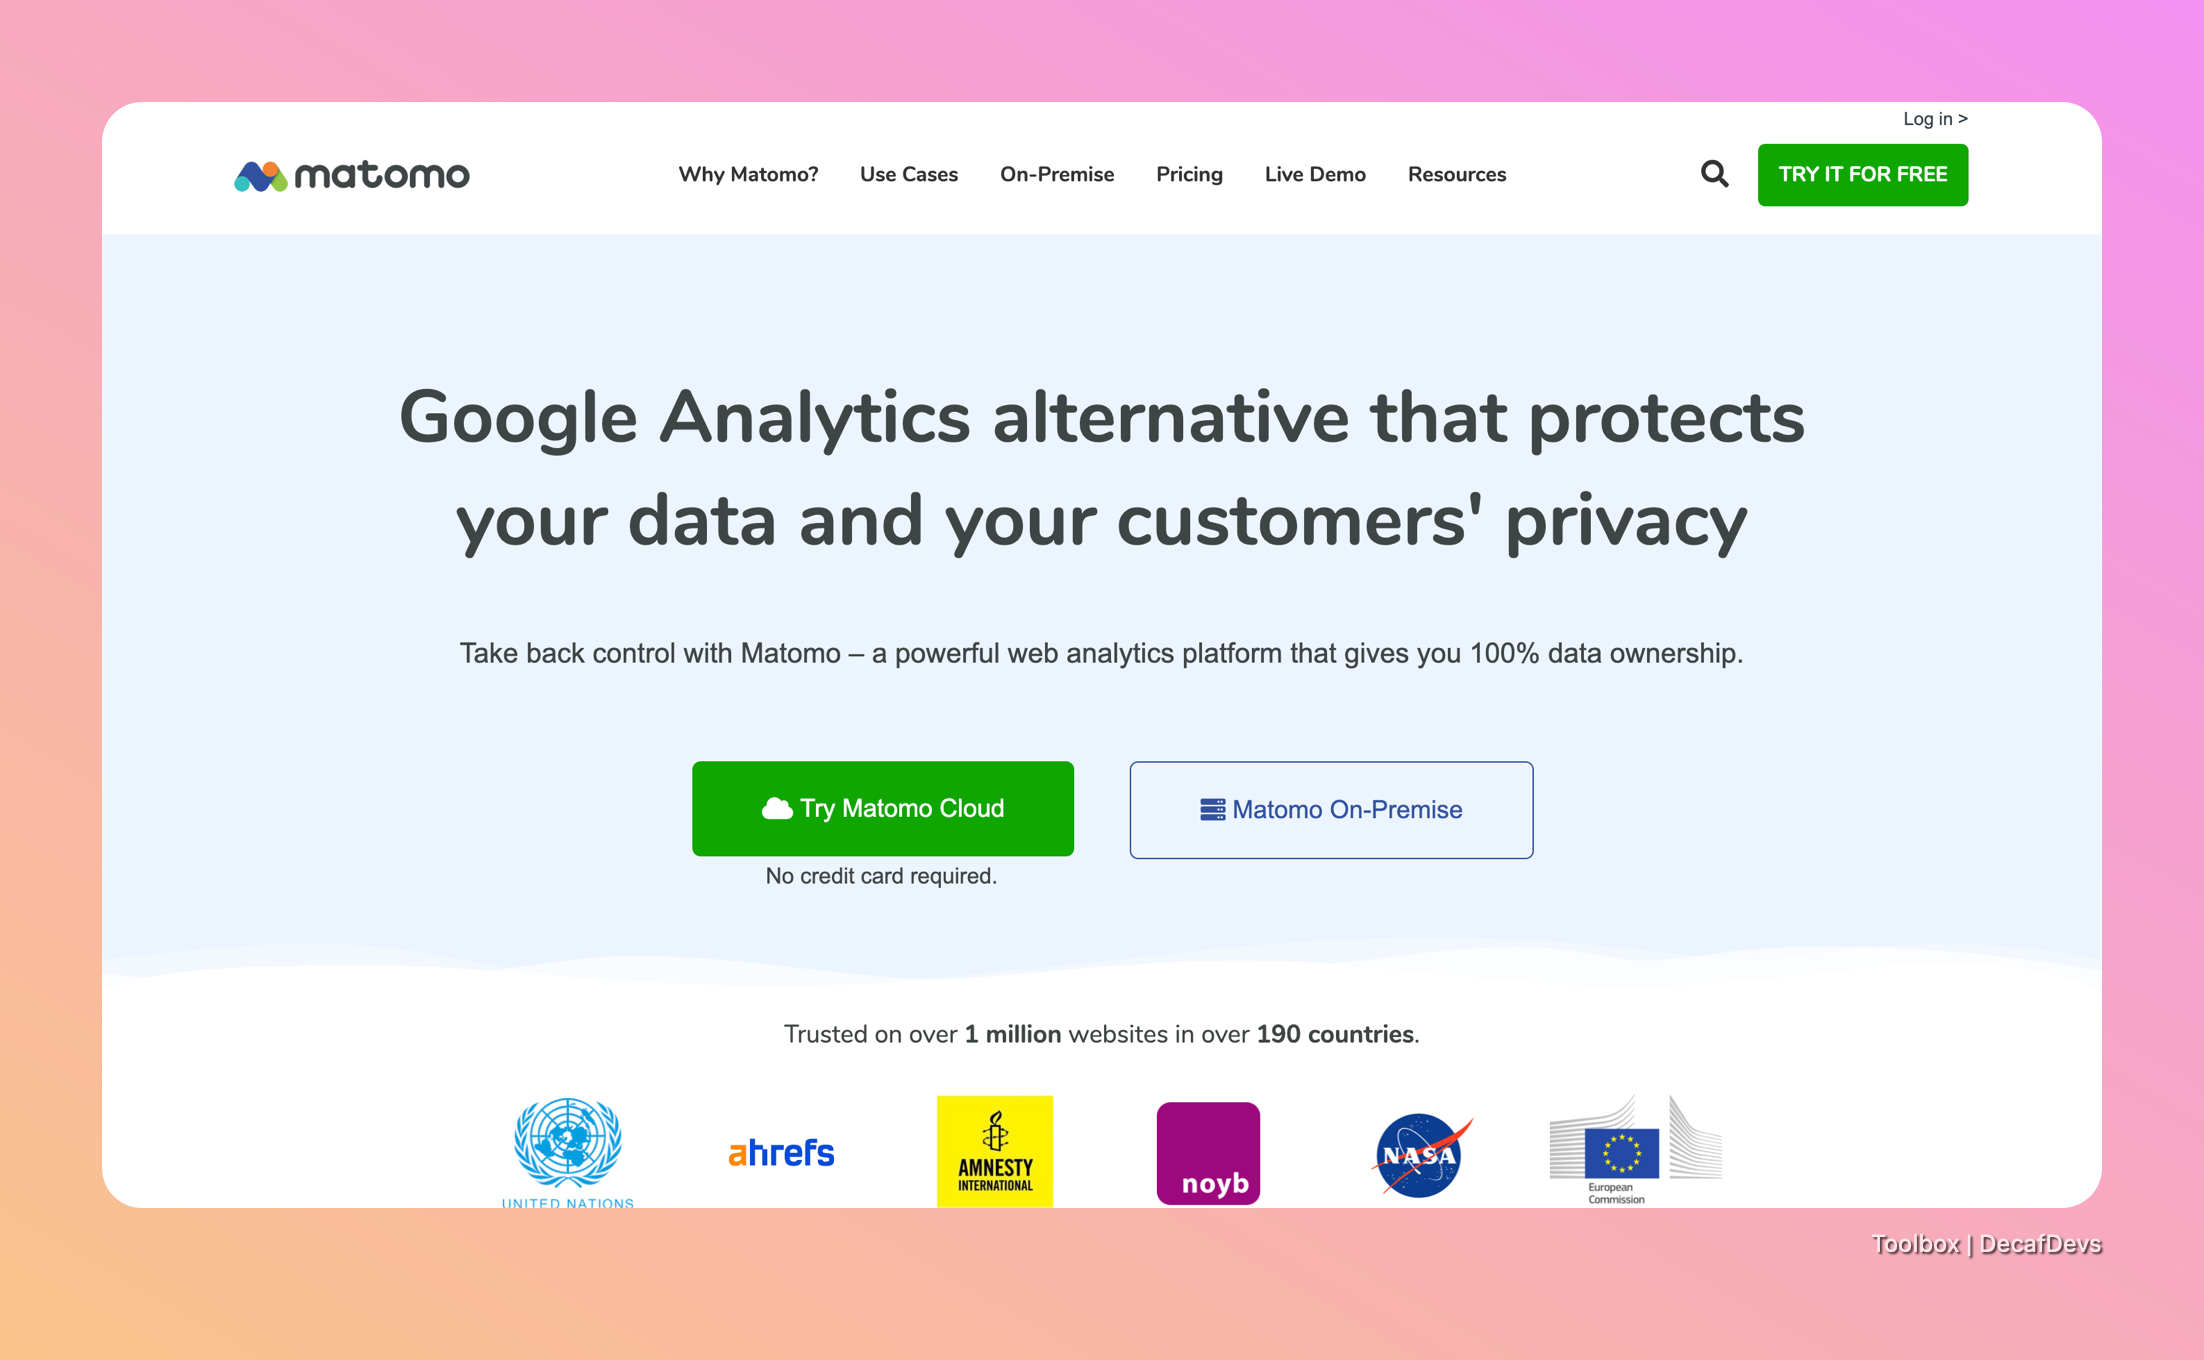 Log in >
matomo
Why Matomo? Use Cases On-Premise Pricing Live Demo Resources
TRY IT FOR FREE
Google Analytics alternative that protects
your data and your customers' privacy
Take back control with Matomo – a powerful web analytics platform that gives you 100% data ownership.
Try Matomo Cloud
Matomo On-Premise
No credit card required.
Trusted on over 1 million websites in over 190 countries.
UNITED NATIONS
ahrefs
AMNESTY
INTERNATIONAL
noyb
NASA
European
Commission
Toolbox | DecafDevs